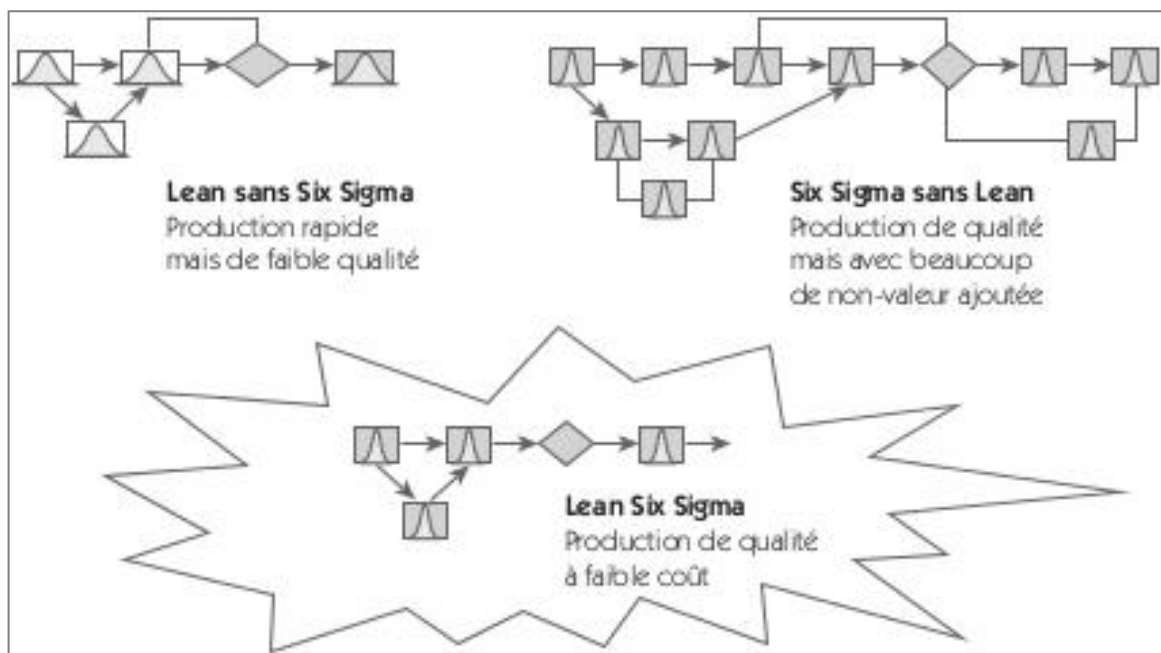 Lean sans Six Sigma
Production rapide
mais de faible qualité
Six Sigma sans Lean
Production de qualité
mais avec beaucoup
de non-valeur ajoutée
Lean Six Sigma
Production de qualité
à faible coût